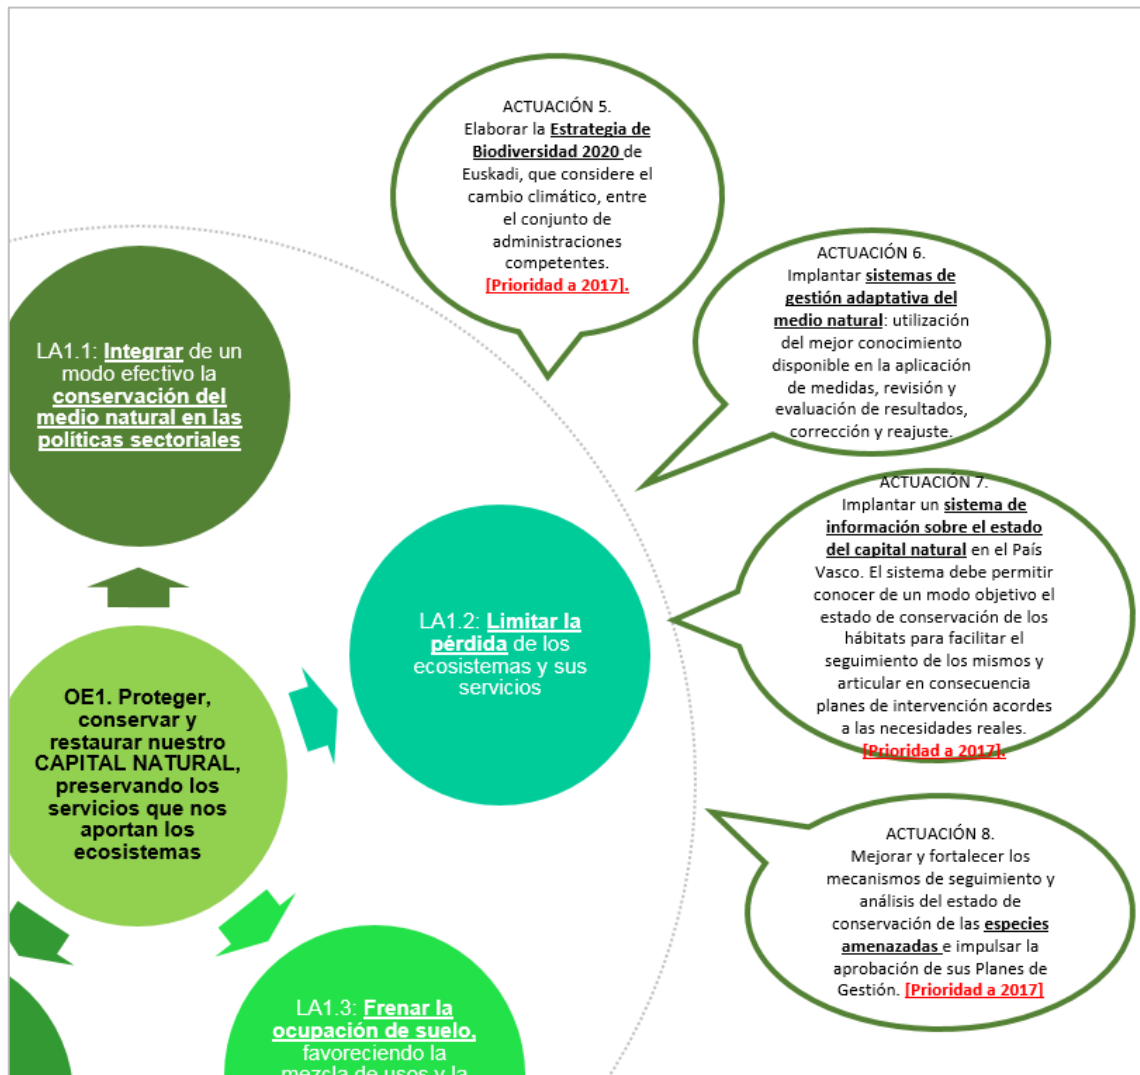 ACTUACIÓN 5.
Elaborar la Estrategia de
Biodiversidad 2020 de
Euskadi, que considere el
cambio climático, entre
el conjunto de
administraciones
competentes.
[Prioridad a 2017].
ACTUACIÓN 6.
Implantar sistemas de
gestión adaptativa del
medio natural: utilización
del mejor conocimiento
disponible en la aplicación
de medidas, revisión y
evaluación de resultados,
corrección y reajuste.
LA1.1: Integrar de un
modo efectivo la
conservación del
medio natural en las
políticas sectoriales
ACTUACIÓN 7.
Implantar un sistema de
información sobre el estado
del capital natural en el País
Vasco. El sistema debe permitir
conocer de un modo objetivo el
estado de conservación de los
hábitats para facilitar el
seguimiento de los mismos y
articular en consecuencia
planes de intervención acordes
a las necesidades reales.
[Prioridad a 2017].
LA1.2: Limitar la
pérdida de los
ecosistemas y sus
servicios
OE1. Proteger,
conservar y
restaurar nuestro
CAPITAL NATURAL,
preservando los
servicios que nos
aportan los
ecosistemas
ACTUACIÓN 8.
Mejorar y fortalecer los
mecanismos de seguimiento y
análisis del estado de
conservación de las especies
amenazadas e impulsar la
aprobación de sus Planes de
Gestión. [Prioridad a 2017]
LA1.3: Frenar la
ocupación de suelo,
favoreciendo la
mezcla de usos y la